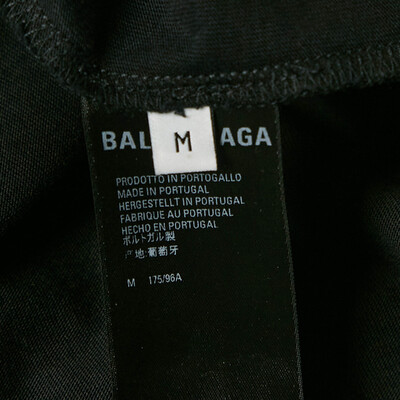 BAL M AGA
PRODOTTO IN PORTOGALLO
MADE IN PORTUGAL
HERGESTELLT IN PORTUGAL
FABRIQUE AU PORTUGAL
HECHO EN PORTUGAL
ポルトガル製
产地:葡萄牙
M 175/96A